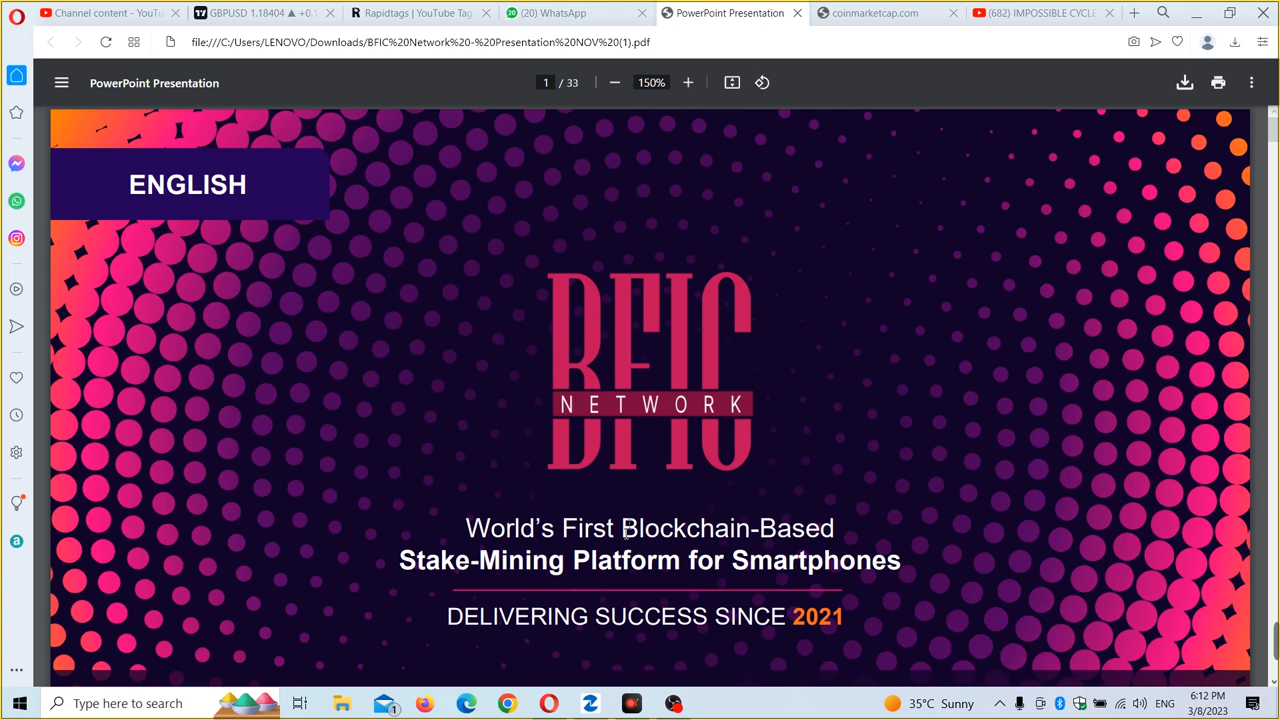 Channel content - YouTu
GBPUSD 1.18404 ▲ +0.
Rapidtags | YouTube Tag
(20) WhatsApp
PowerPoint Presentation
coinmarketcap.com
(682) IMPOSSIBLE CYCLE
file:///C:/Users/LENOVO/Downloads/BFIC%20Network%20-%20Presentation%20NOV%20(1).pdf
PowerPoint Presentation
1 / 33
150%
ENGLISH
BFIC
NETWORK
World's First Blockchain-Based
Stake-Mining Platform for Smartphones
DELIVERING SUCCESS SINCE 2021
Type here to search
1
35°C Sunny
ENG
6:12 PM
3/8/2023